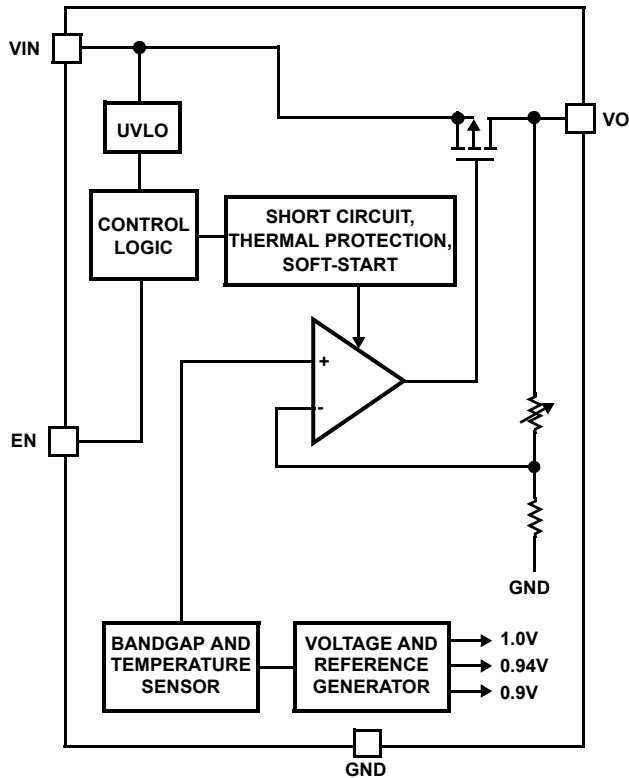 VIN
VO
UVLO
CONTROL
LOGIC
SHORT CIRCUIT,
THERMAL PROTECTION,
SOFT-START
+
-
EN
GND
BANDGAP AND
TEMPERATURE
SENSOR
VOLTAGE AND
REFERENCE
GENERATOR
1.0V
0.94V
0.9V
GND